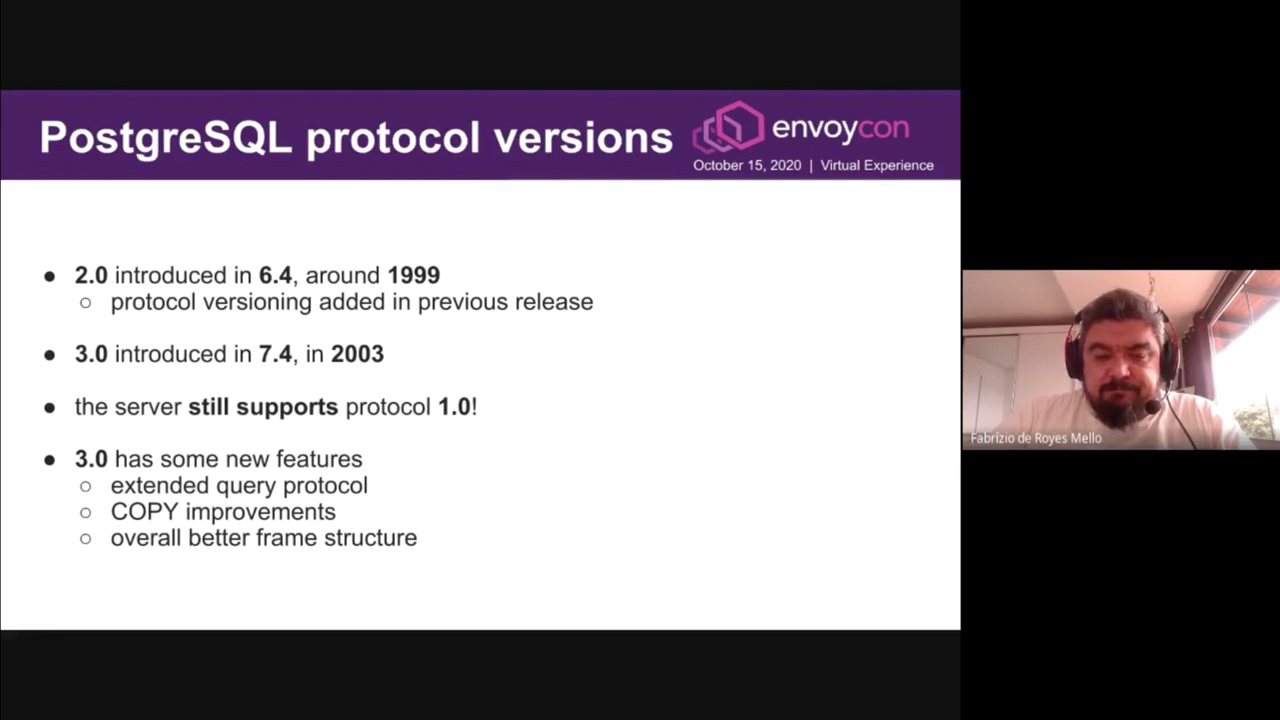 PostgreSQL protocol versions
envoycon
October 15, 2020 | Virtual Experience
● 2.0 introduced in 6.4, around 1999
○ protocol versioning added in previous release
● 3.0 introduced in 7.4, in 2003
● the server still supports protocol 1.0!
● 3.0 has some new features
○ extended query protocol
○ COPY improvements
○ overall better frame structure
Fabrízio de Royes Mello